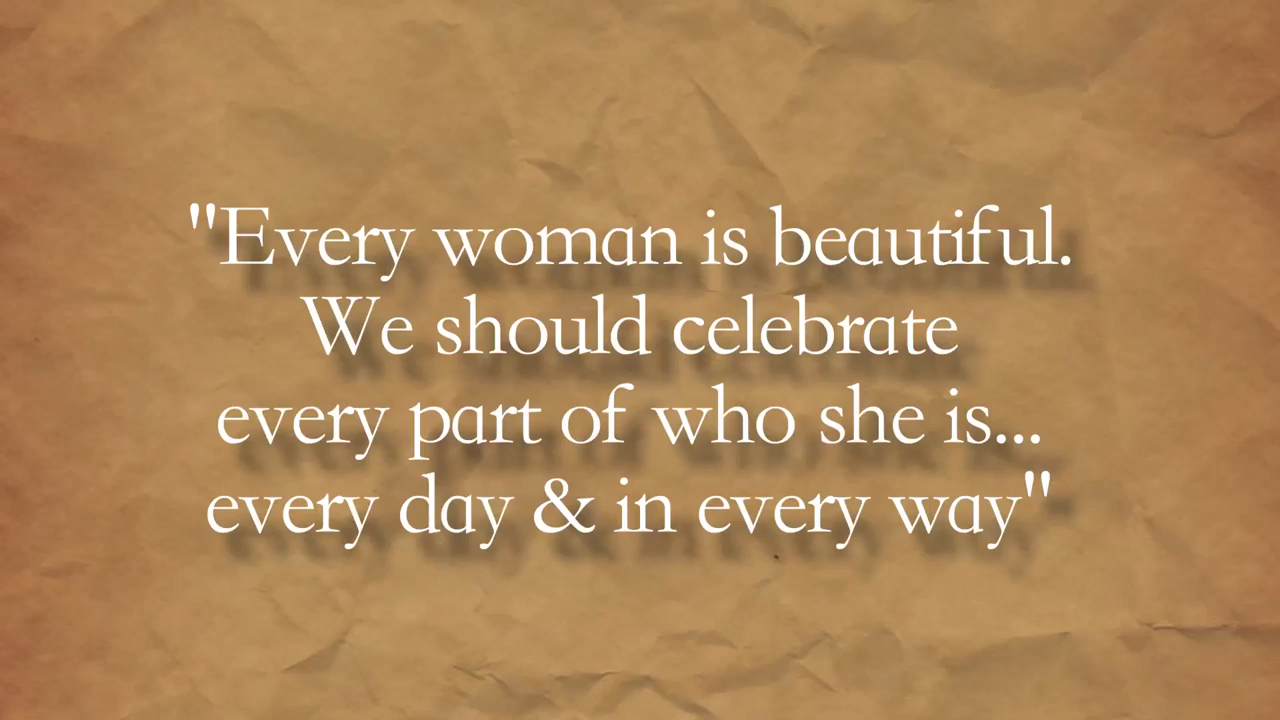 "Every woman is beautiful.
We should celebrate
every part of who she is...
every day & in every way"